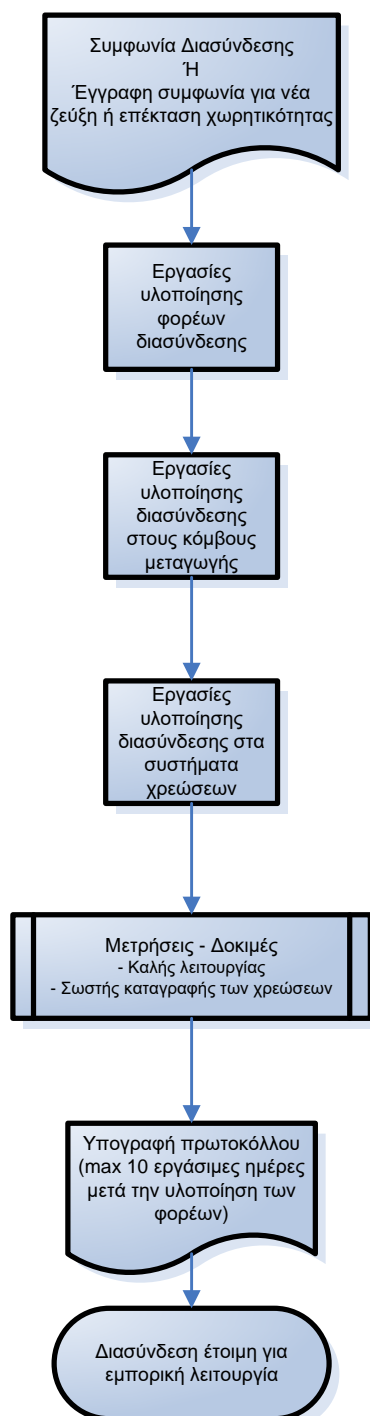 Συμφωνία Διασύνδεσης
Ή
Έγγραφη συμφωνία για νέα
ζεύξη ή επέκταση χωρητικότητας
Εργασίες
υλοποίησης
φορέων
διασύνδεσης
Εργασίες
υλοποίησης
διασύνδεσης
στους κόμβους
μεταγωγής
Εργασίες
υλοποίησης
διασύνδεσης στα
συστήματα
χρεώσεων
Μετρήσεις - Δοκιμές
- Καλής λειτουργίας
- Σωστής καταγραφής των χρεώσεων
Υπογραφή πρωτοκόλλου
(max 10 εργάσιμες ημέρες
μετά την υλοποίηση των
φορέων)
Διασύνδεση έτοιμη για
εμπορική λειτουργία